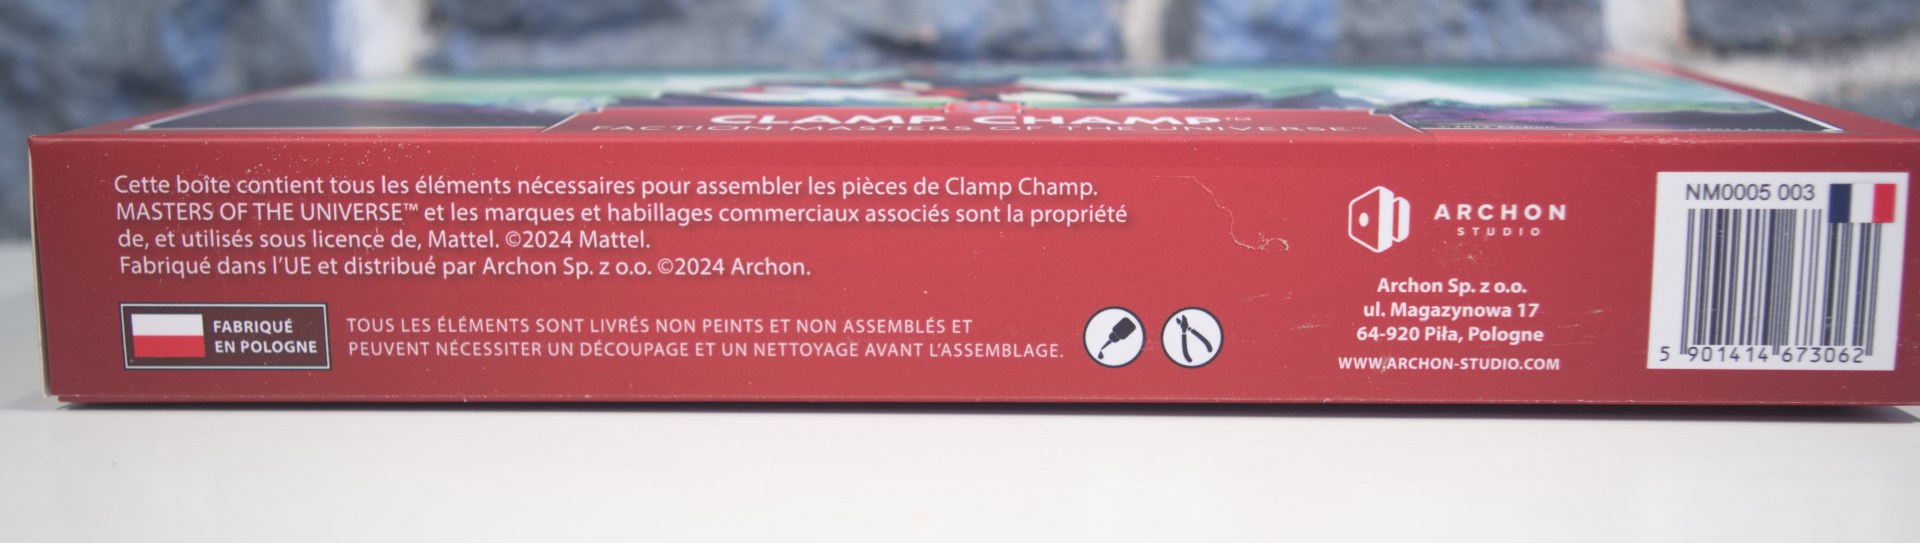 CLAMP CHAMP™
FACTION MASTERS OF THE UNIVERSE™
Cette boîte contient tous les éléments nécessaires pour assembler les pièces de Clamp Champ.
MASTERS OF THE UNIVERSE™ et les marques et habillages commerciaux associés sont la propriété
de, et utilisés sous licence de, Mattel. ©2024 Mattel.
Fabriqué dans l'UE et distribué par Archon Sp. z o.o. ©2024 Archon.
FABRIQUÉ
EN POLOGNE
TOUS LES ÉLÉMENTS SONT LIVRÉS NON PEINTS ET NON ASSEMBLÉS ET
PEUVENT NÉCESSITER UN DÉCOUPAGE ET UN NETTOYAGE AVANT L'ASSEMBLAGE.
ARCHON
STUDIO
Archon Sp. z o.o.
ul. Magazynowa 17
64-920 Piła, Pologne
WWW.ARCHON-STUDIO.COM
NM0005 003
5 901414 673062